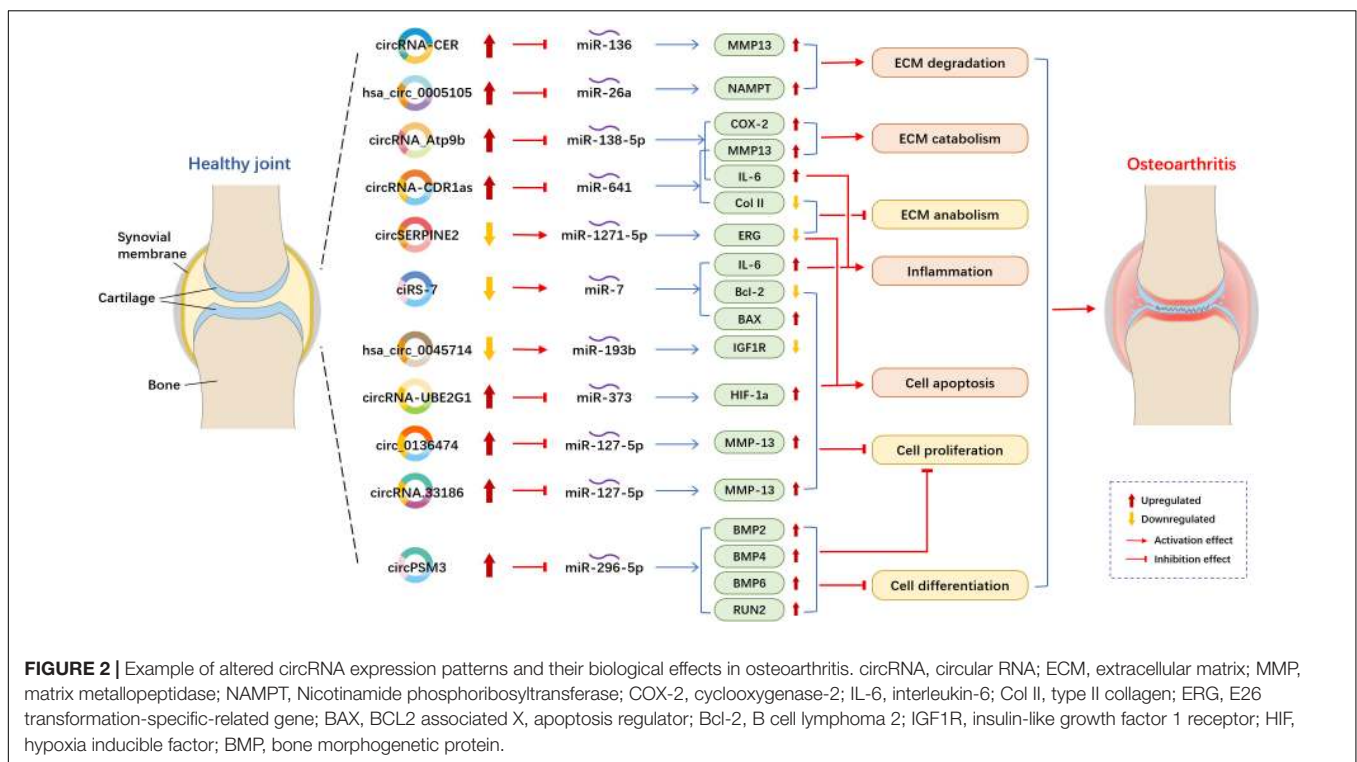 Healthy joint
Synovial
membrane
Cartilage
Bone
circRNA-CER
miR-136
MMP13
hsa_circ_0005105
miR-26a
NAMPT
circRNA_Atp9b
miR-138-5p
COX-2
MMP13
circRNA-CDR1as
miR-641
IL-6
Col II
circSERPINE2
miR-1271-5p
ERG
ciRS-7
miR-7
IL-6
Bcl-2
BAX
hsa_circ_0045714
miR-193b
IGF1R
circRNA-UBE2G1
miR-373
HIF-1a
circ_0136474
miR-127-5p
MMP-13
circRNA.33186
miR-127-5p
MMP-13
circPSM3
miR-296-5p
BMP2
BMP4
BMP6
RUN2
ECM degradation
ECM catabolism
ECM anabolism
Inflammation
Cell apoptosis
Cell proliferation
Cell differentiation
Osteoarthritis
Upregulated
Downregulated
Activation effect
Inhibition effect
FIGURE 2 | Example of altered circRNA expression patterns and their biological effects in osteoarthritis. circRNA, circular RNA; ECM, extracellular matrix; MMP,
matrix metallopeptidase; NAMPT, Nicotinamide phosphoribosyltransferase; COX-2, cyclooxygenase-2; IL-6, interleukin-6; Col II, type II collagen; ERG, E26
transformation-specific-related gene; BAX, BCL2 associated X, apoptosis regulator; Bcl-2, B cell lymphoma 2; IGF1R, insulin-like growth factor 1 receptor; HIF,
hypoxia inducible factor; BMP, bone morphogenetic protein.